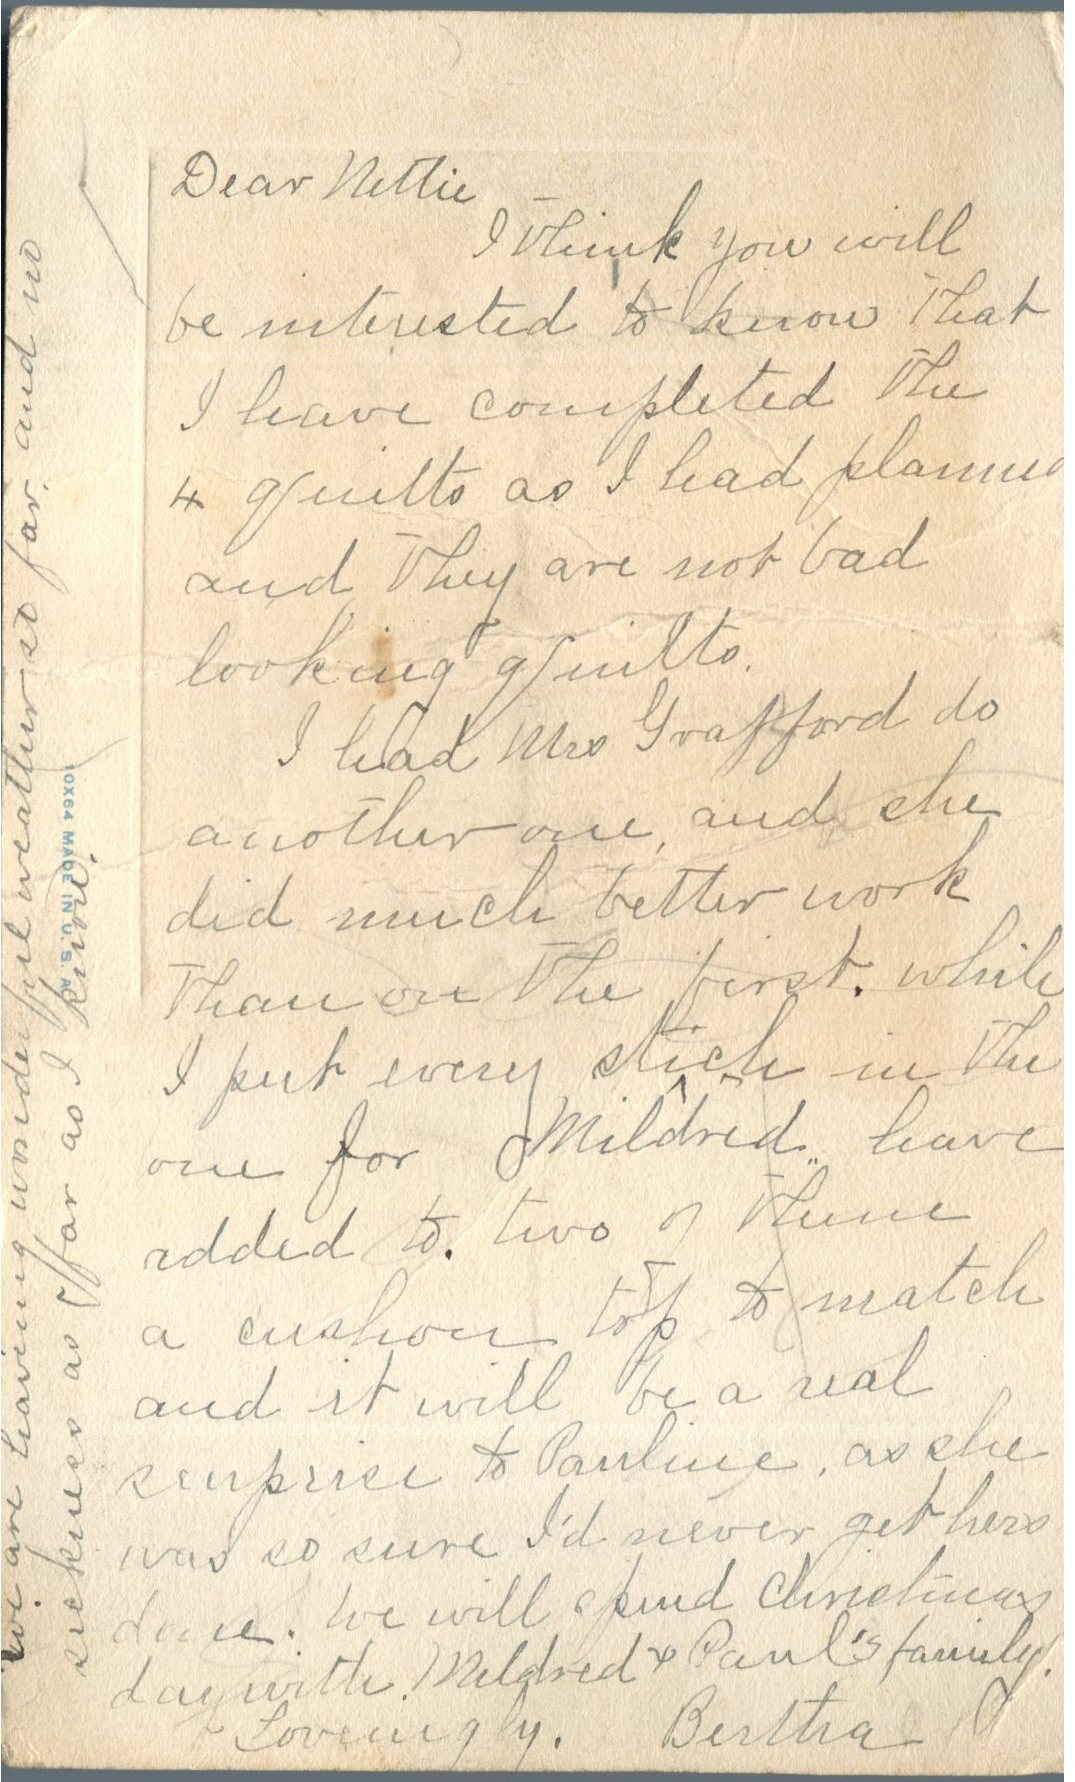 Dear Nettie
I think you will
be interested to know that
I have completed the
4 quilts as I had planned
and they are not bad
looking quilts.
I had Mrs Grafford do
another one, and she
did much better work
than on the first. while
I put every stich in the
one for Mildred.. have
added to. two of
a cushon top to match
and it will be a real
surprise to Pauline, as she
was so sure I'd never get hers
done. We will spend Christmas
day with. Mildred & Paul's family.
Lovingly. Bertha
we are having wonderful weather so far. and no
sickness as far as I know.
10X64 MADE IN U.S.A.